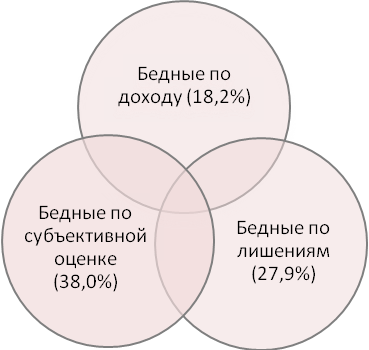 Бедные по
доходу (18,2%)
Бедные по
субъективной
оценке
(38,0%)
Бедные по
лишениям
(27,9%)